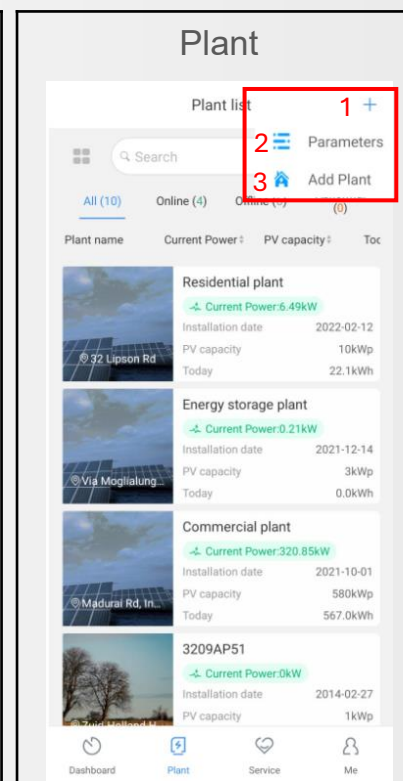 Plant
Plant list
1 +
Search
2 Parameters
3 Add Plant
All (10) Online (4)
(0)
Plant name Current Power PV capacity Toc
Residential plant
Current Power:6.49kW
Installation date 2022-02-12
PV capacity 10kWp
Today 22.1kWh
32 Lipson Rd
Energy storage plant
Current Power:0.21kW
Installation date 2021-12-14
PV capacity 3kWp
Today 0.0kWh
Via Moglialung...
Commercial plant
Current Power:320.85kW
Installation date 2021-10-01
PV capacity 580kWp
Today 567.0kWh
Madurai Rd, In...
3209AP51
Current Power:0kW
Installation date 2014-02-27
PV capacity 1kWp
Dashboard Plant Service Me